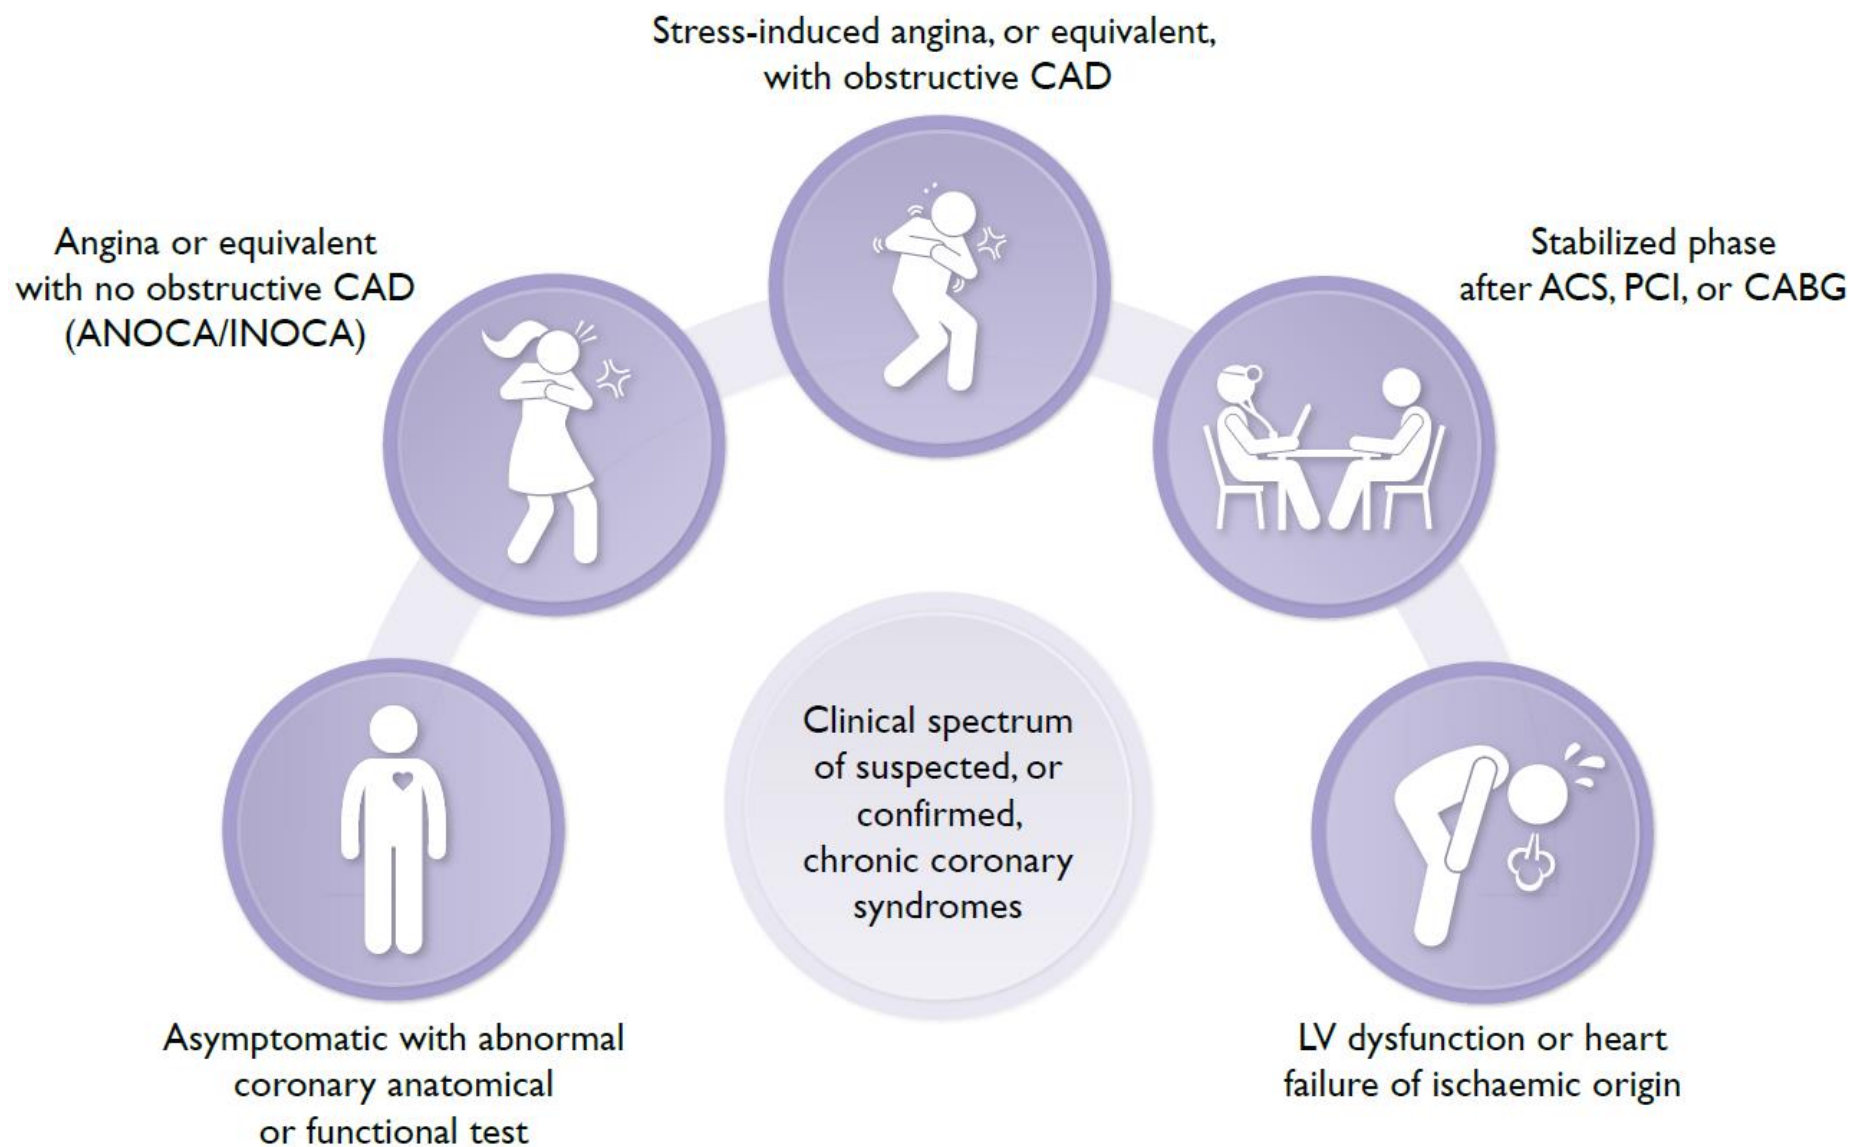 Stress-induced angina, or equivalent,
with obstructive CAD
Angina or equivalent
with no obstructive CAD
(ANOCA/INOCA)
Stabilized phase
after ACS, PCI, or CABG
Clinical spectrum
of suspected, or
confirmed,
chronic coronary
syndromes
Asymptomatic with abnormal
coronary anatomical
or functional test
LV dysfunction or heart
failure of ischaemic origin